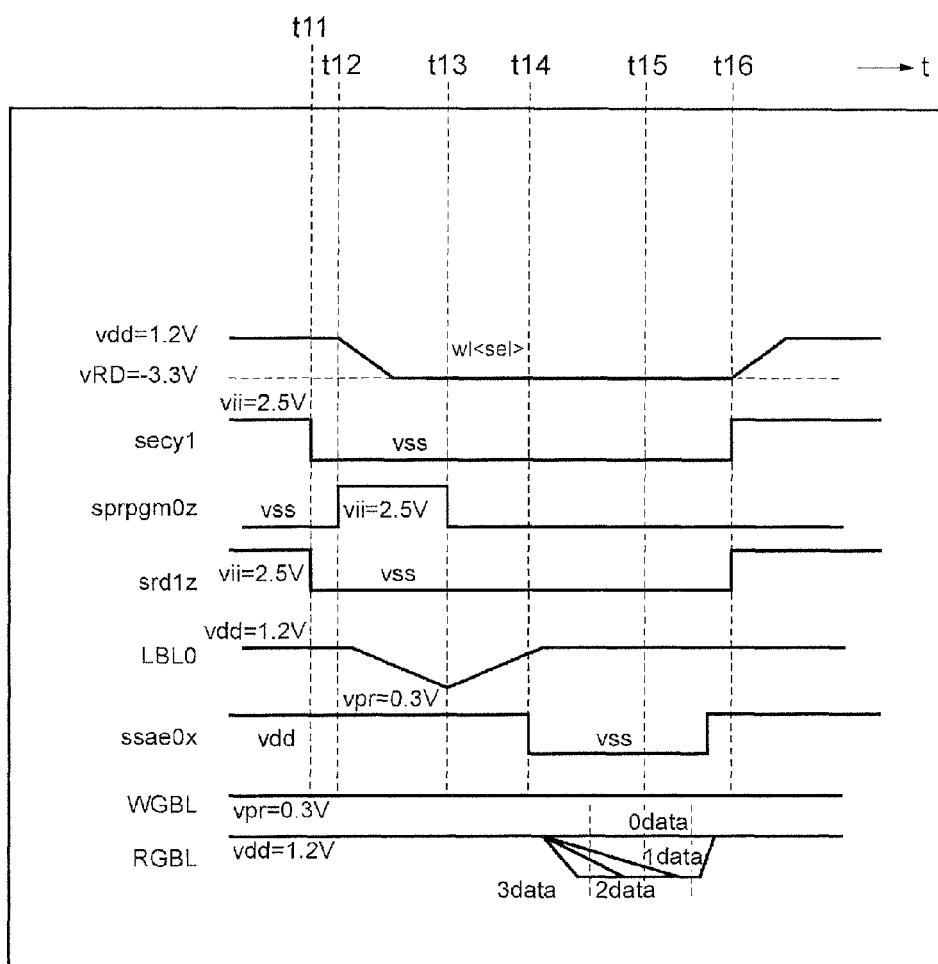 t11
t12 t13 t14 t15 t16 t
vdd=1.2V
wl<sel>
vRD=-3.3V
vii=2.5V
secy1 vss
sprpgm0z vss vii=2.5V
srd1z vii=2.5V vss
vdd=1.2V
LBL0
vpr=0.3V
ssae0x vdd vss
WGBL vpr=0.3V
0data
RGBL vdd=1.2V 1data
3data 2data